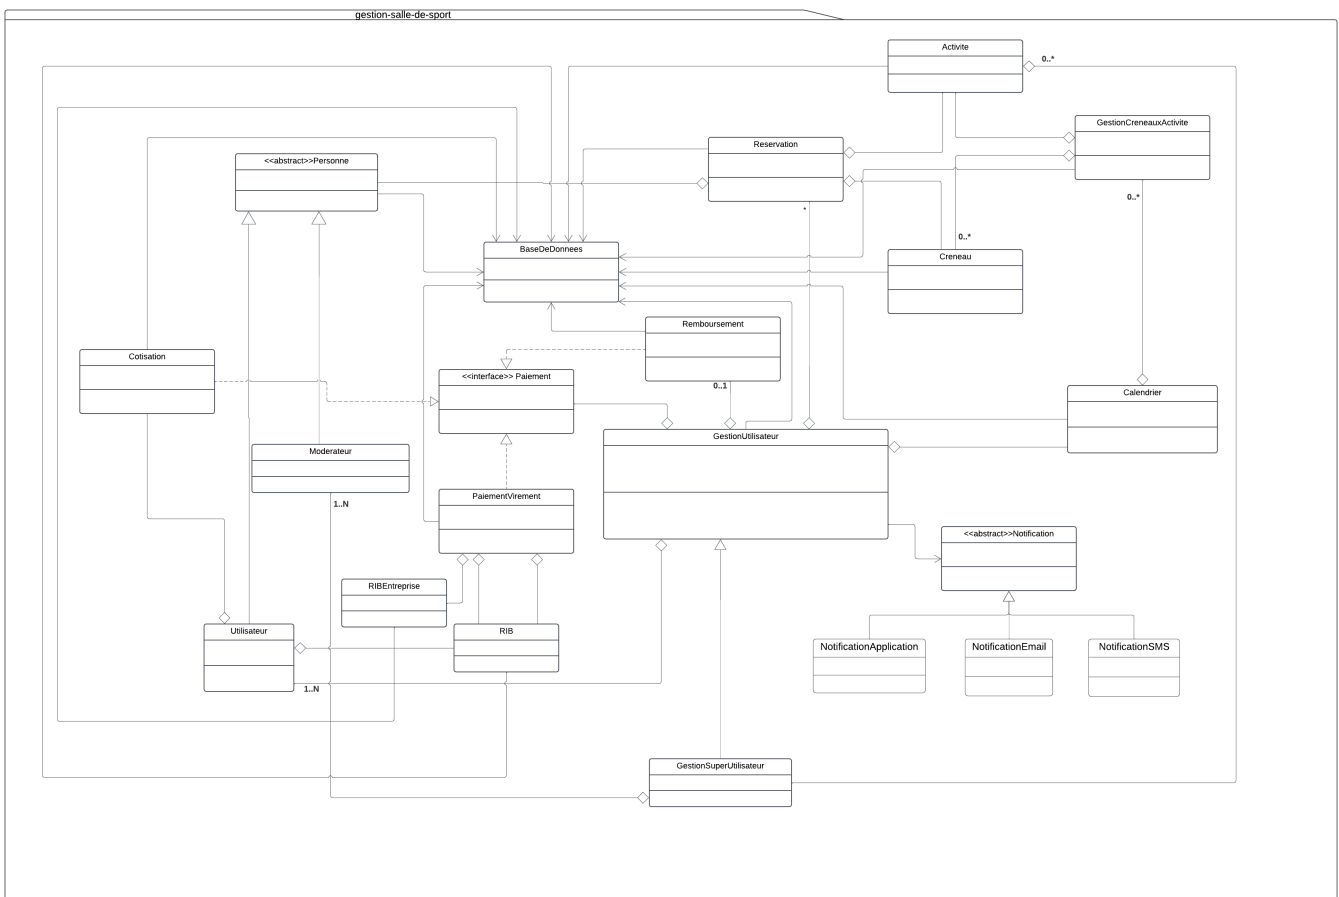 gestion-salle-de-sport
Activite
0..*
GestionCreneauxActivite
Reservation
<<abstract>>Personne
0..*
*
0..*
BaseDeDonnees
Creneau
Remboursement
Cotisation
<<interface>> Paiement
0..1
Calendrier
GestionUtilisateur
Moderateur
PaiementVirement
1..N
<<abstract>>Notification
RIBEntreprise
Utilisateur
RIB
NotificationApplication
NotificationEmail
NotificationSMS
1..N
GestionSuperUtilisateur